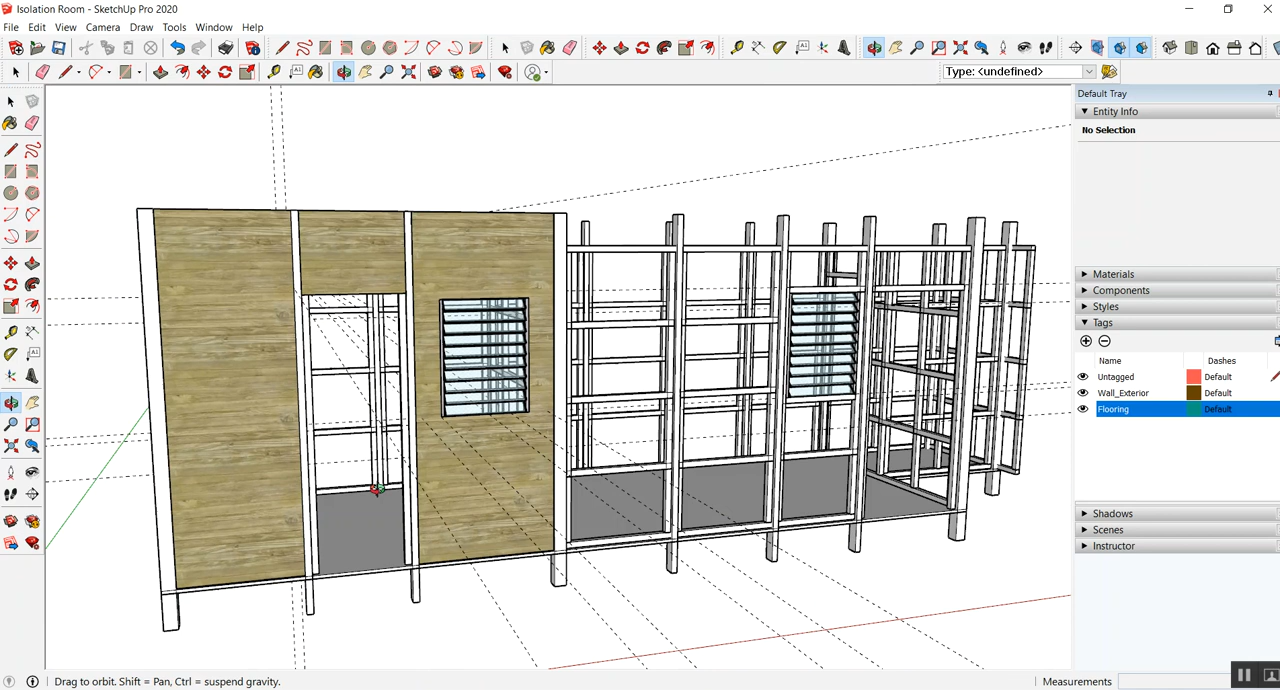 Isolation Room - SketchUp Pro 2020
File Edit View Camera Draw Tools Window Help
Type: <undefined>
Default Tray
Entity Info
No Selection
Materials
Components
Styles
Tags
Name Dashes
Untagged Default
Wall_Exterior Default
Flooring Default
Shadows
Scenes
Instructor
Drag to orbit. Shift = Pan, Ctrl = suspend gravity.
Measurements